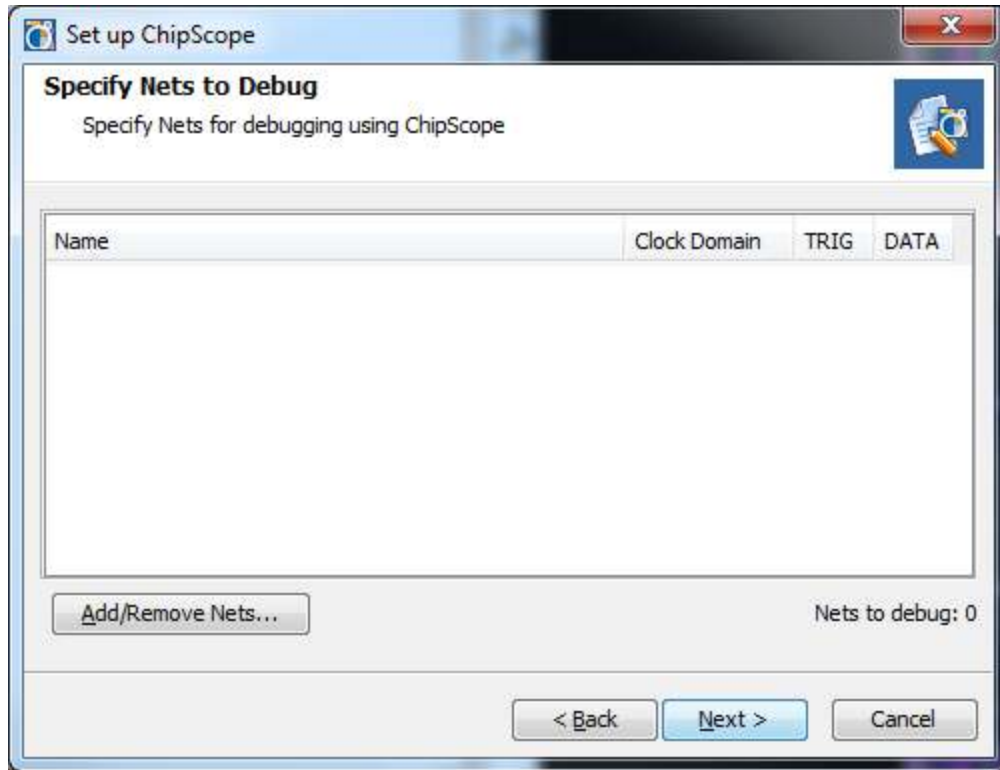 Set up ChipScope
Specify Nets to Debug
Specify Nets for debugging using ChipScope
Name Clock Domain TRIG DATA
Add/Remove Nets... Nets to debug: 0
< Back Next > Cancel